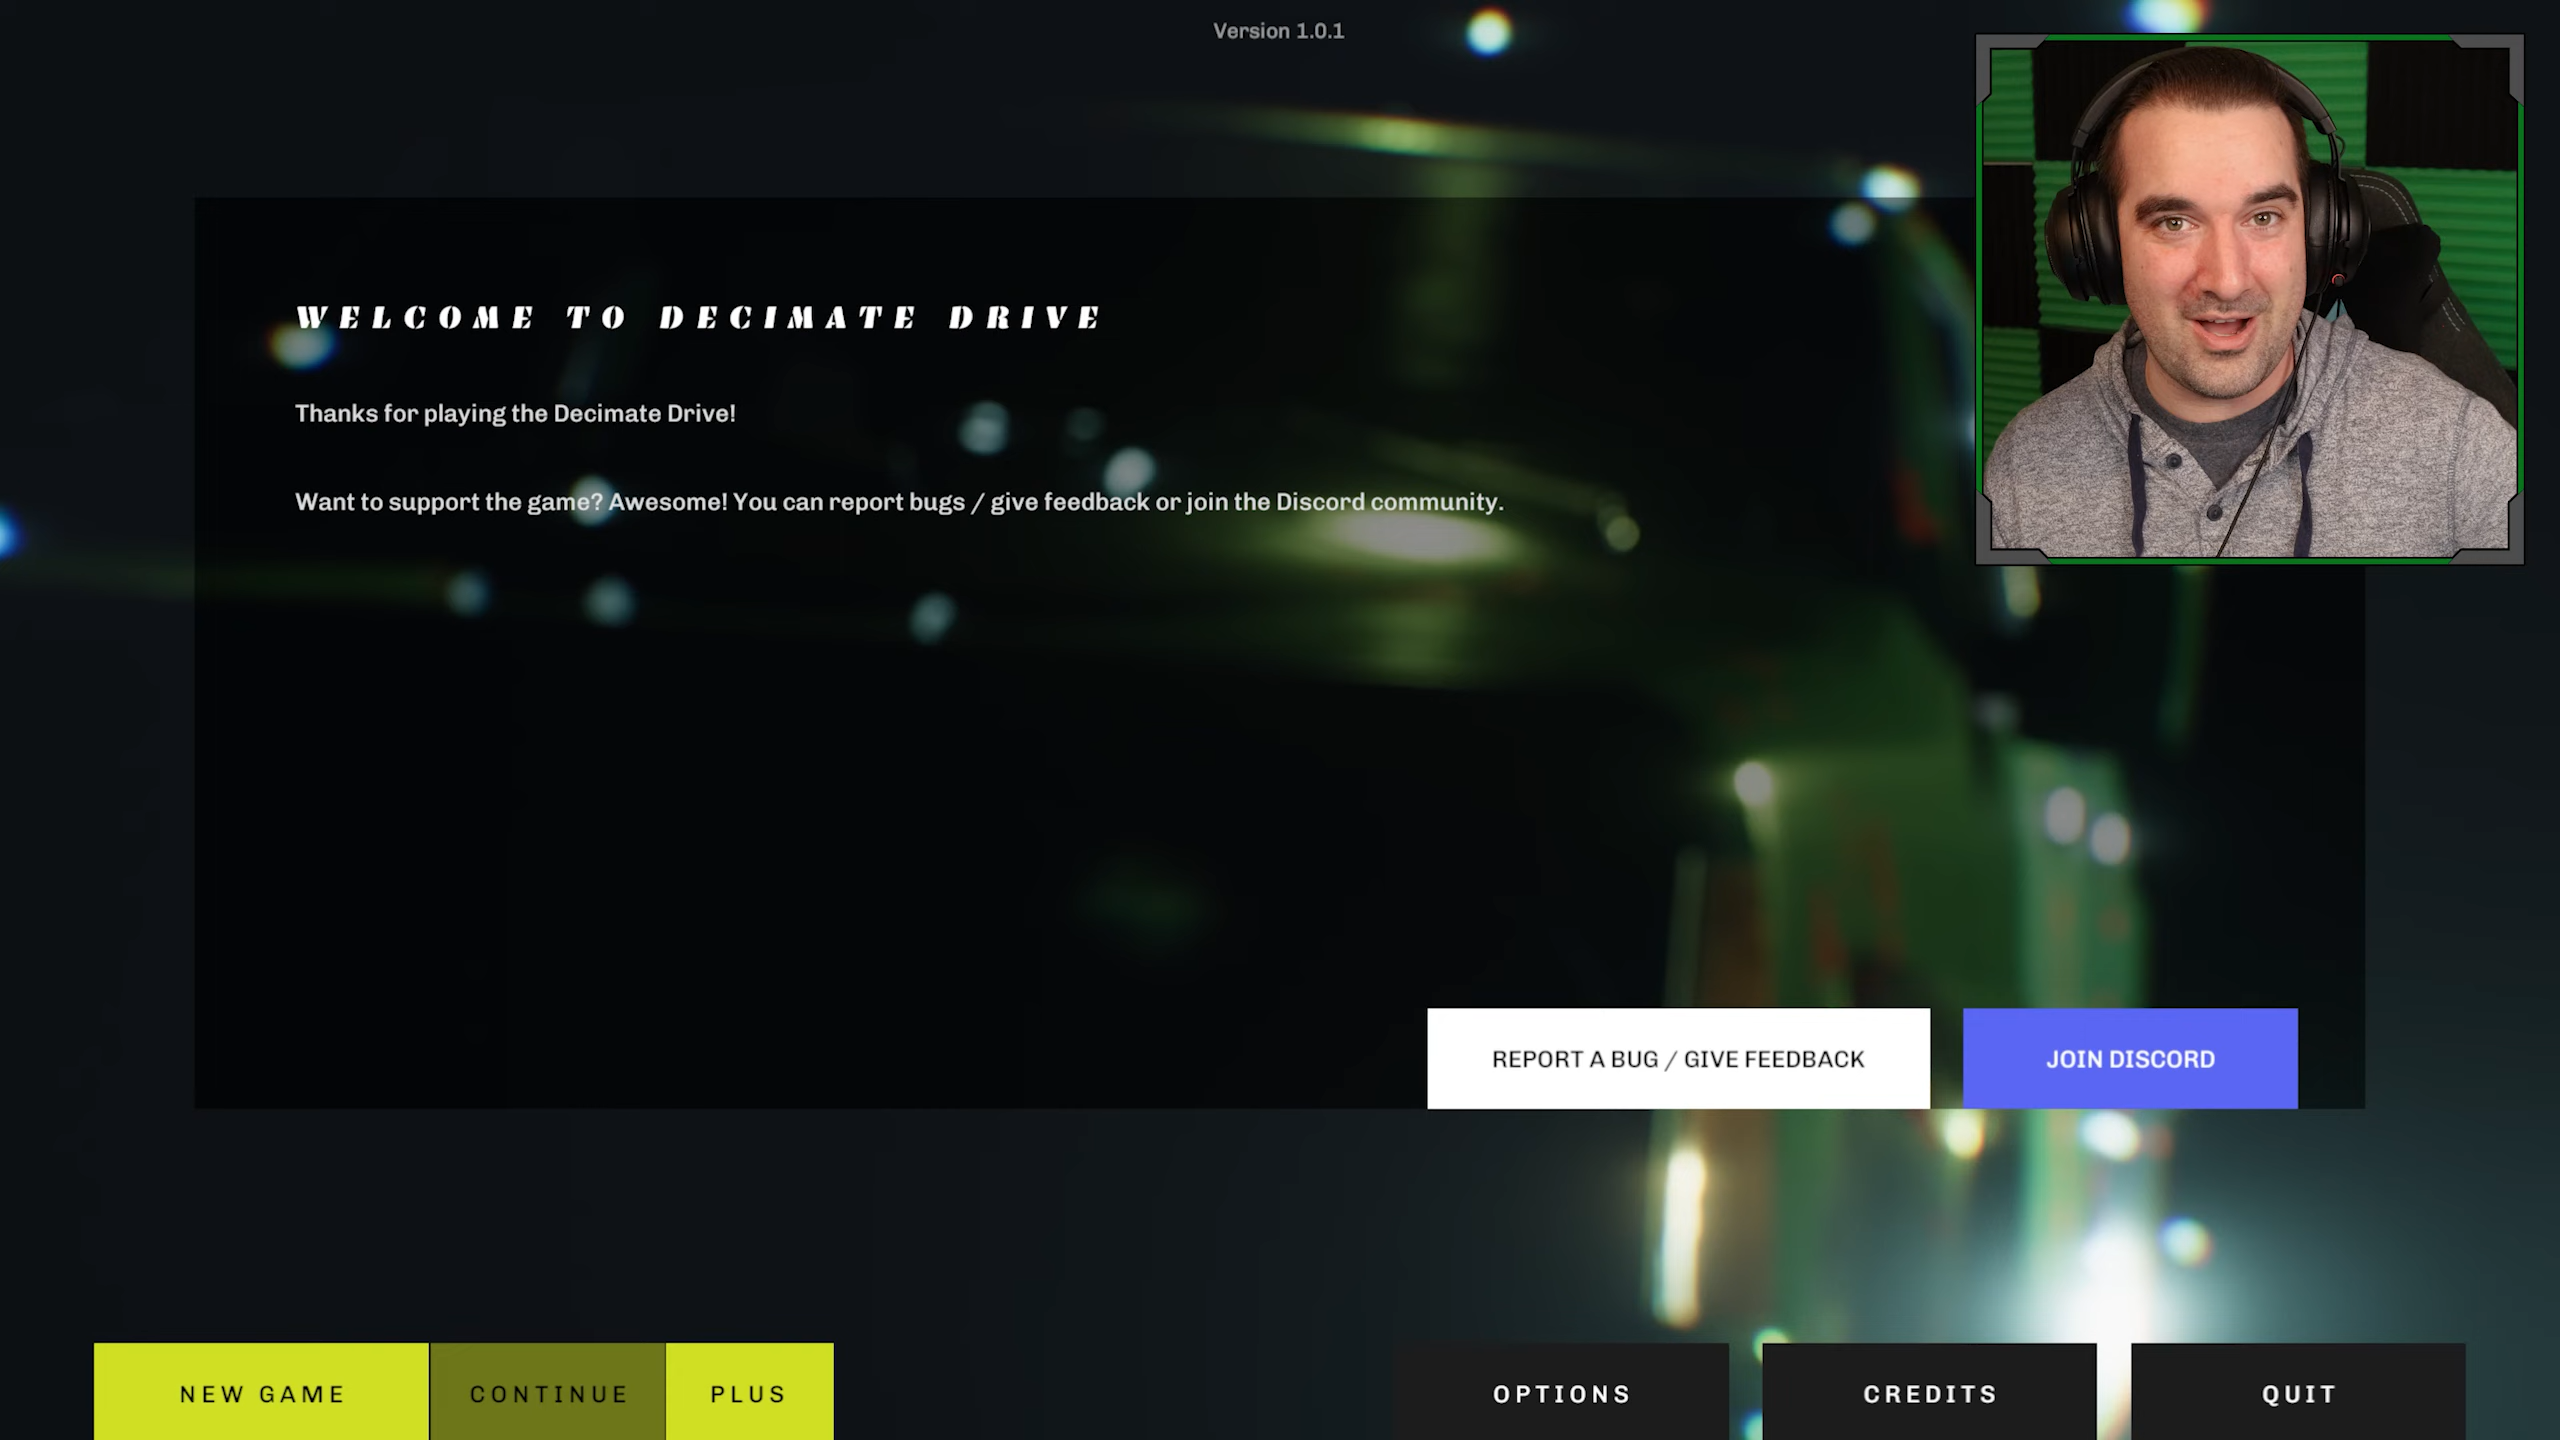 Version 1.0.1
WELCOME TO DECIMATE DRIVE
Thanks for playing the Decimate Drive!
Want to support the game? Awesome! You can report bugs / give feedback or join the Discord community.
REPORT A BUG / GIVE FEEDBACK
JOIN DISCORD
NEW GAME
CONTINUE
PLUS
OPTIONS
CREDITS
QUIT